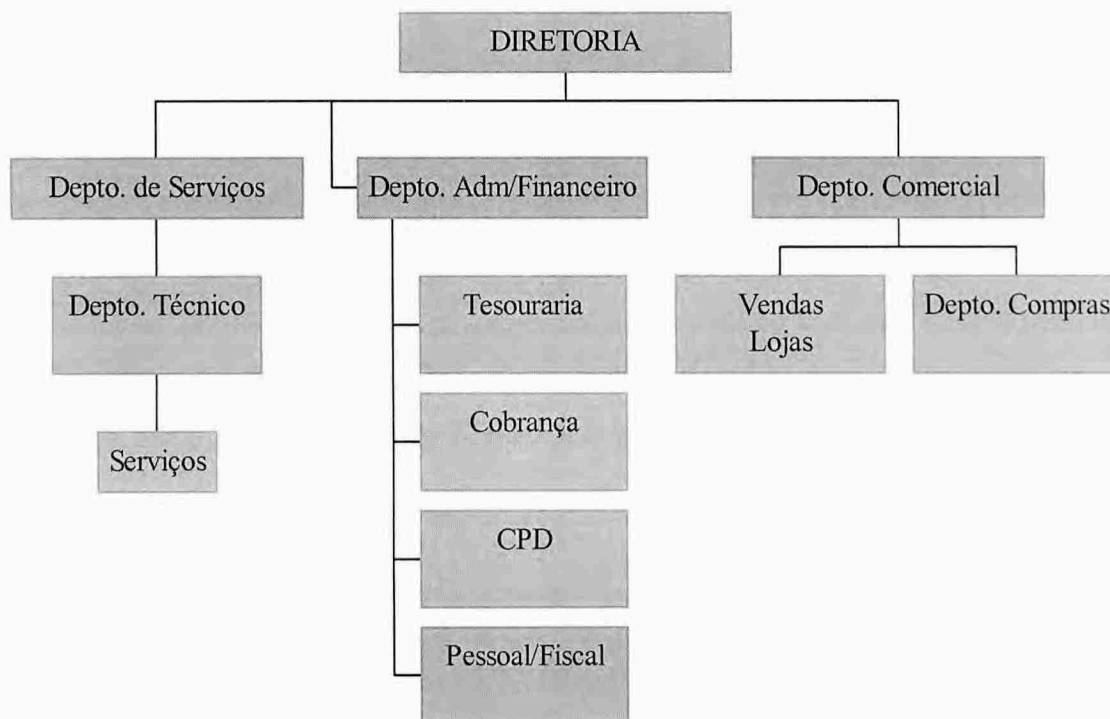 DIRETORIA
Depto. de Serviços
Depto. Adm/Financeiro
Depto. Comercial
Depto. Técnico
Tesouraria
Vendas
Lojas
Depto. Compras
Cobrança
Serviços
CPD
Pessoal/Fiscal